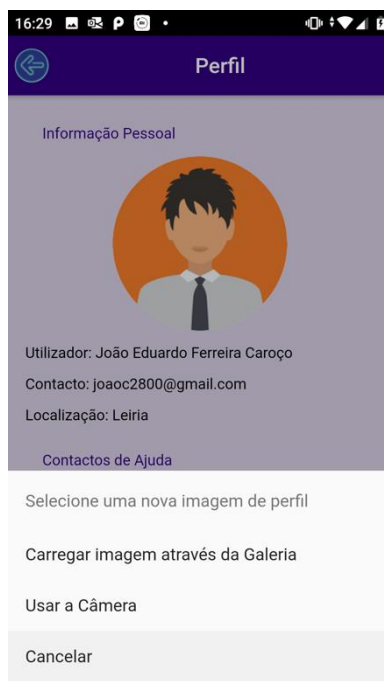 16:29
Perfil
Informação Pessoal
Utilizador: João Eduardo Ferreira Caroço
Contacto: joaoc2800@gmail.com
Localização: Leiria
Contactos de Ajuda
Selecione uma nova imagem de perfil
Carregar imagem através da Galeria
Usar a Câmera
Cancelar